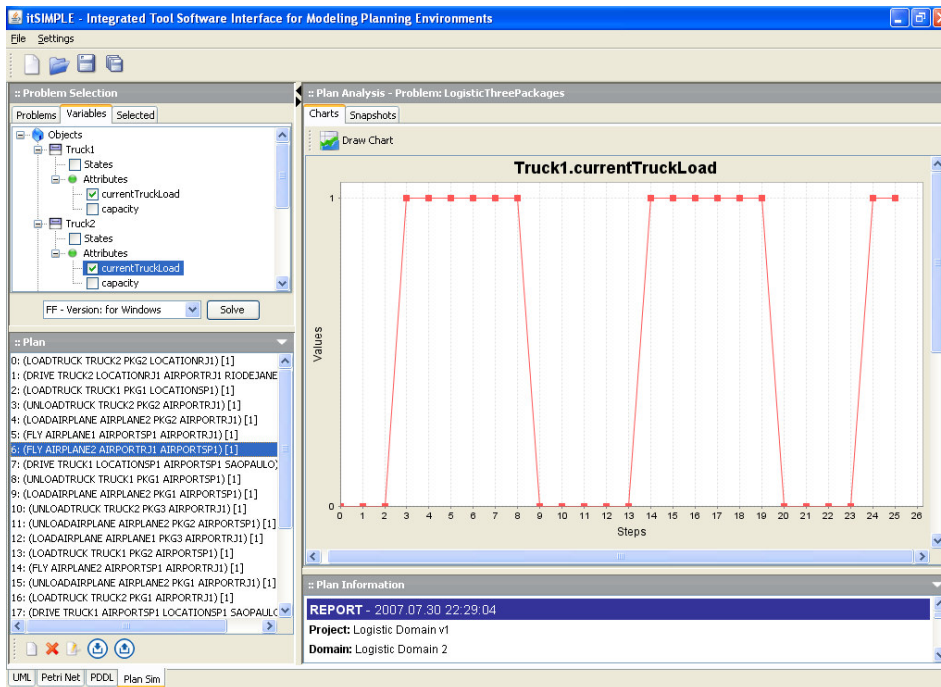 itSIMPLE - Integrated Tool Software Interface for Modeling Planning Environments
File Settings
:: Problem Selection
Problems Variables Selected
Objects
Truck1
States
Attributes
currentTruckLoad
capacity
Truck2
States
Attributes
currentTruckLoad
capacity
FF - Version: for Windows Solve
:: Plan
0: (LOADTRUCK TRUCK2 PKG2 LOCATIONRJ1) [1]
1: (DRIVE TRUCK2 LOCATIONRJ1 AIRPORTRJ1 RIODEJANE
2: (LOADTRUCK TRUCK1 PKG1 LOCATIONSP1) [1]
3: (UNLOADTRUCK TRUCK2 PKG2 AIRPORTRJ1) [1]
4: (LOADAIRPLANE AIRPLANE2 PKG2 AIRPORTRJ1) [1]
5: (FLY AIRPLANE1 AIRPORTSP1 AIRPORTRJ1) [1]
6: (FLY AIRPLANE2 AIRPORTRJ1 AIRPORTSP1) [1]
7: (DRIVE TRUCK1 LOCATIONSP1 AIRPORTSP1 SAOPAULO)
8: (UNLOADTRUCK TRUCK1 PKG1 AIRPORTSP1) [1]
9: (LOADAIRPLANE AIRPLANE2 PKG1 AIRPORTSP1) [1]
10: (UNLOADTRUCK TRUCK2 PKG3 AIRPORTRJ1) [1]
11: (UNLOADAIRPLANE AIRPLANE2 PKG2 AIRPORTSP1) [1]
12: (LOADAIRPLANE AIRPLANE1 PKG3 AIRPORTRJ1) [1]
13: (LOADTRUCK TRUCK1 PKG2 AIRPORTSP1) [1]
14: (FLY AIRPLANE2 AIRPORTSP1 AIRPORTRJ1) [1]
15: (UNLOADAIRPLANE AIRPLANE2 PKG1 AIRPORTRJ1) [1]
16: (LOADTRUCK TRUCK2 PKG1 AIRPORTRJ1) [1]
17: (DRIVE TRUCK1 AIRPORTSP1 LOCATIONSP1 SAOPAULO
UML Petri Net PDDL Plan Sim
:: Plan Analysis - Problem: LogisticThreePackages
Charts Snapshots
Draw Chart
Truck1.currentTruckLoad
1
Values
0
0 1 2 3 4 5 6 7 8 9 10 11 12 13 14 15 16 17 18 19 20 21 22 23 24 25 26
Steps
:: Plan Information
REPORT - 2007.07.30 22:29:04
Project: Logistic Domain v1
Domain: Logistic Domain 2